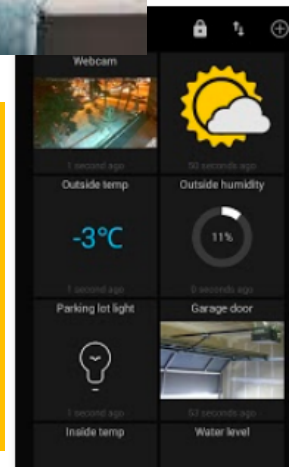 Webcam
1 second ago
50 seconds ago
Outside temp
Outside humidity
-3°C
11%
1 second ago
0 seconds ago
Parking lot light
Garage door
1 second ago
53 seconds ago
Inside temp
Water level